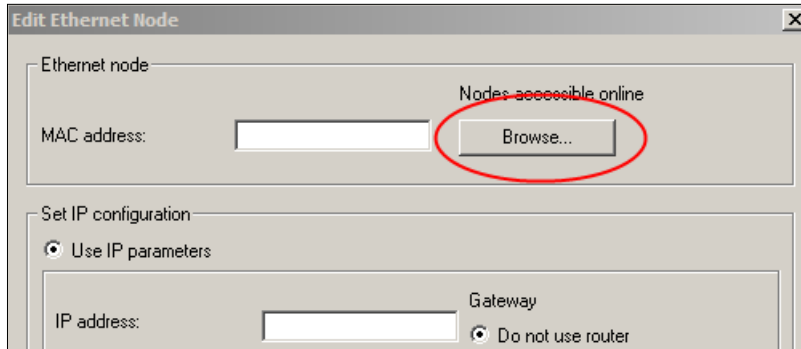 Edit Ethernet Node
Ethernet node
Nodes accessible online
MAC address:
Browse...
Set IP configuration
Use IP parameters
Gateway
IP address:
Do not use router